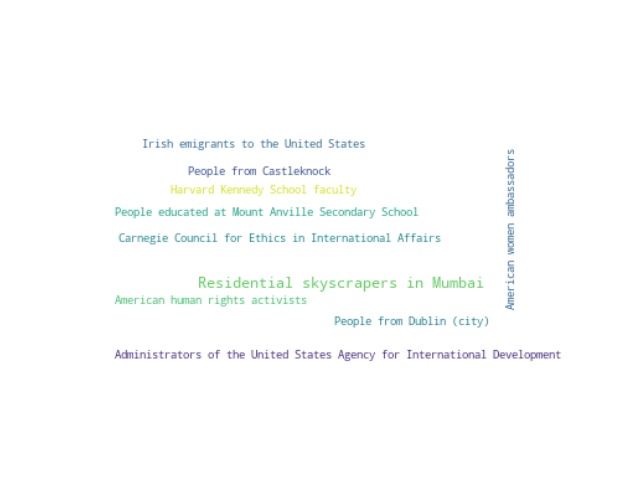 Irish emigrants to the United States
People from Castleknock
Harvard Kennedy School faculty
People educated at Mount Anville Secondary School
Carnegie Council for Ethics in International Affairs
Residential skyscrapers in Mumbai
American human rights activists
People from Dublin (city)
Administrators of the United States Agency for International Development
American women ambassadors